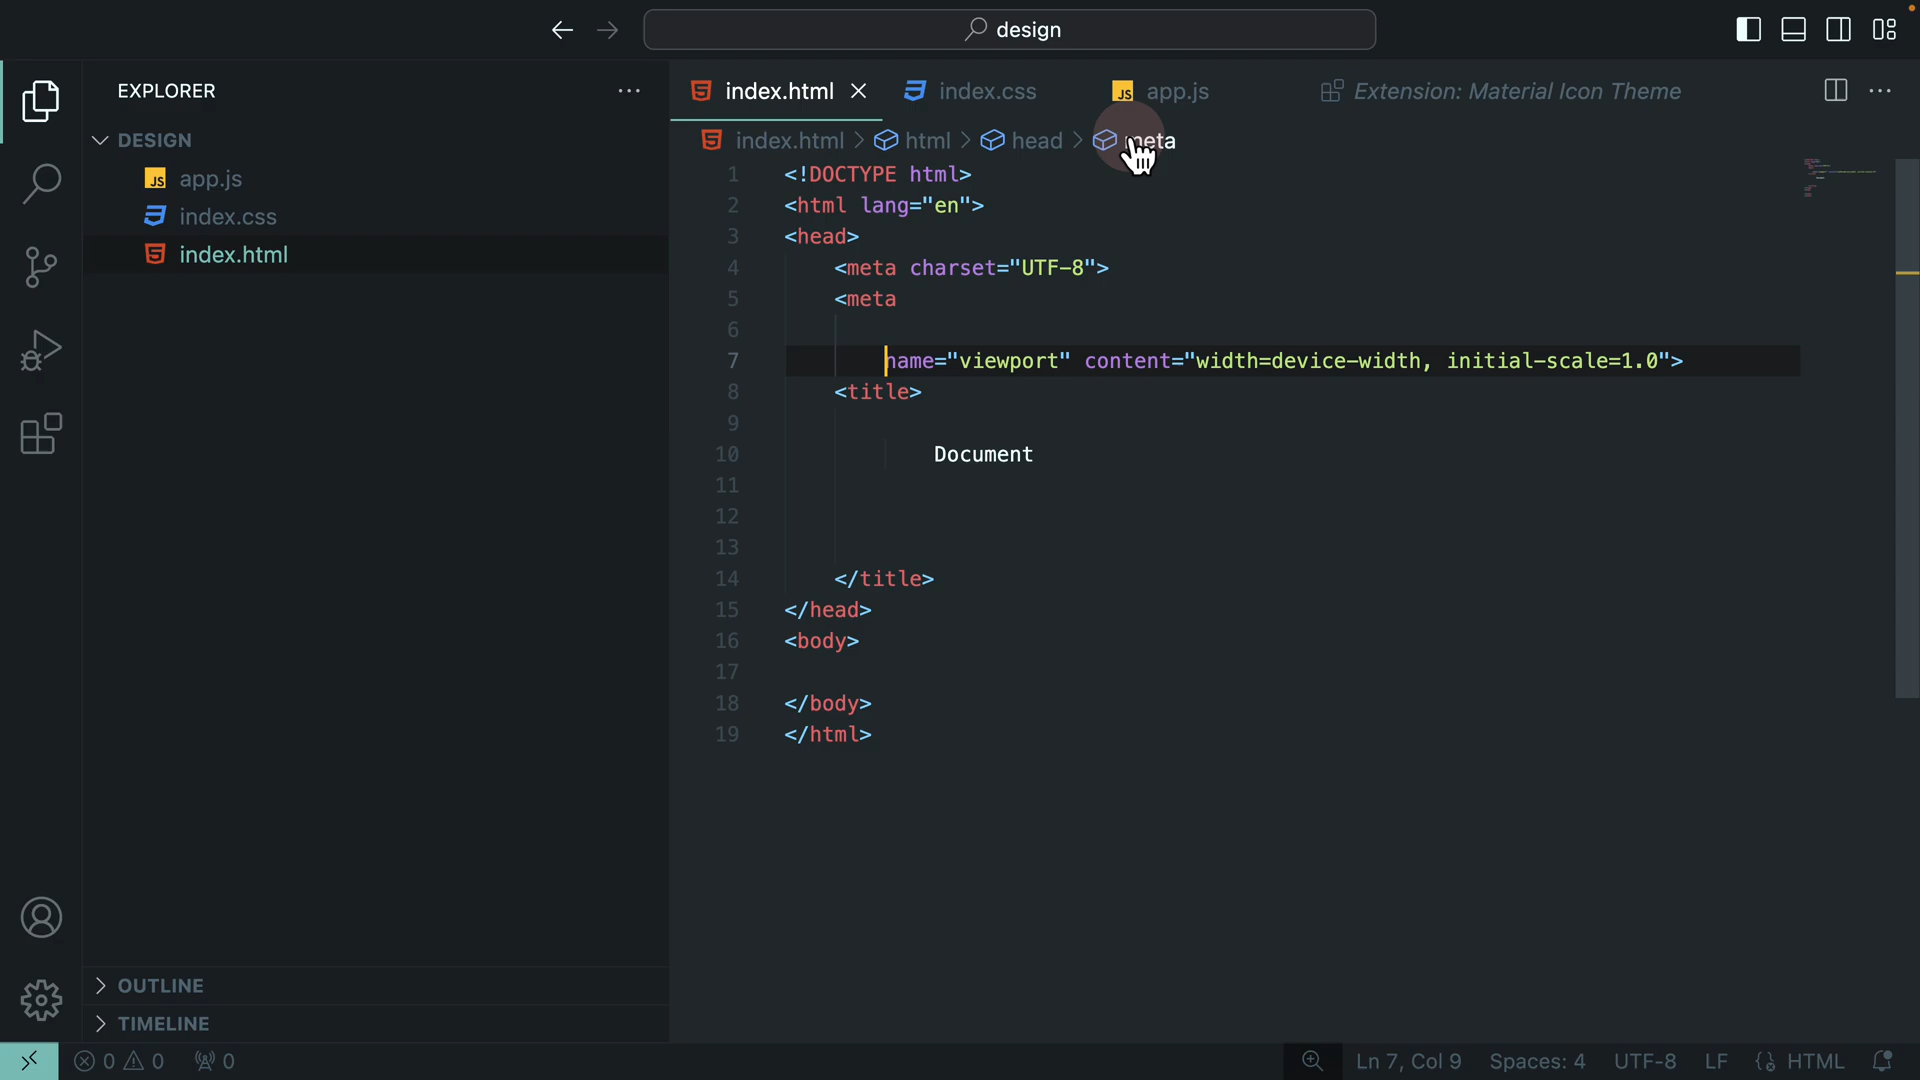 design
EXPLORER
DESIGN
app.js
index.css
index.html
OUTLINE
TIMELINE
index.html
index.css
JS app.js
Extension: Material Icon Theme
index.html > html > head > meta
1 <!DOCTYPE html>
2 <html lang="en">
3 <head>
4 <meta charset="UTF-8">
5 <meta
6
7 name="viewport" content="width=device-width, initial-scale=1.0">
8 <title>
9
10 Document
11
12
13
14 </title>
15 </head>
16 <body>
17
18 </body>
19 </html>
0 0 0
Ln 7, Col 9 Spaces: 4 UTF-8 LF HTML